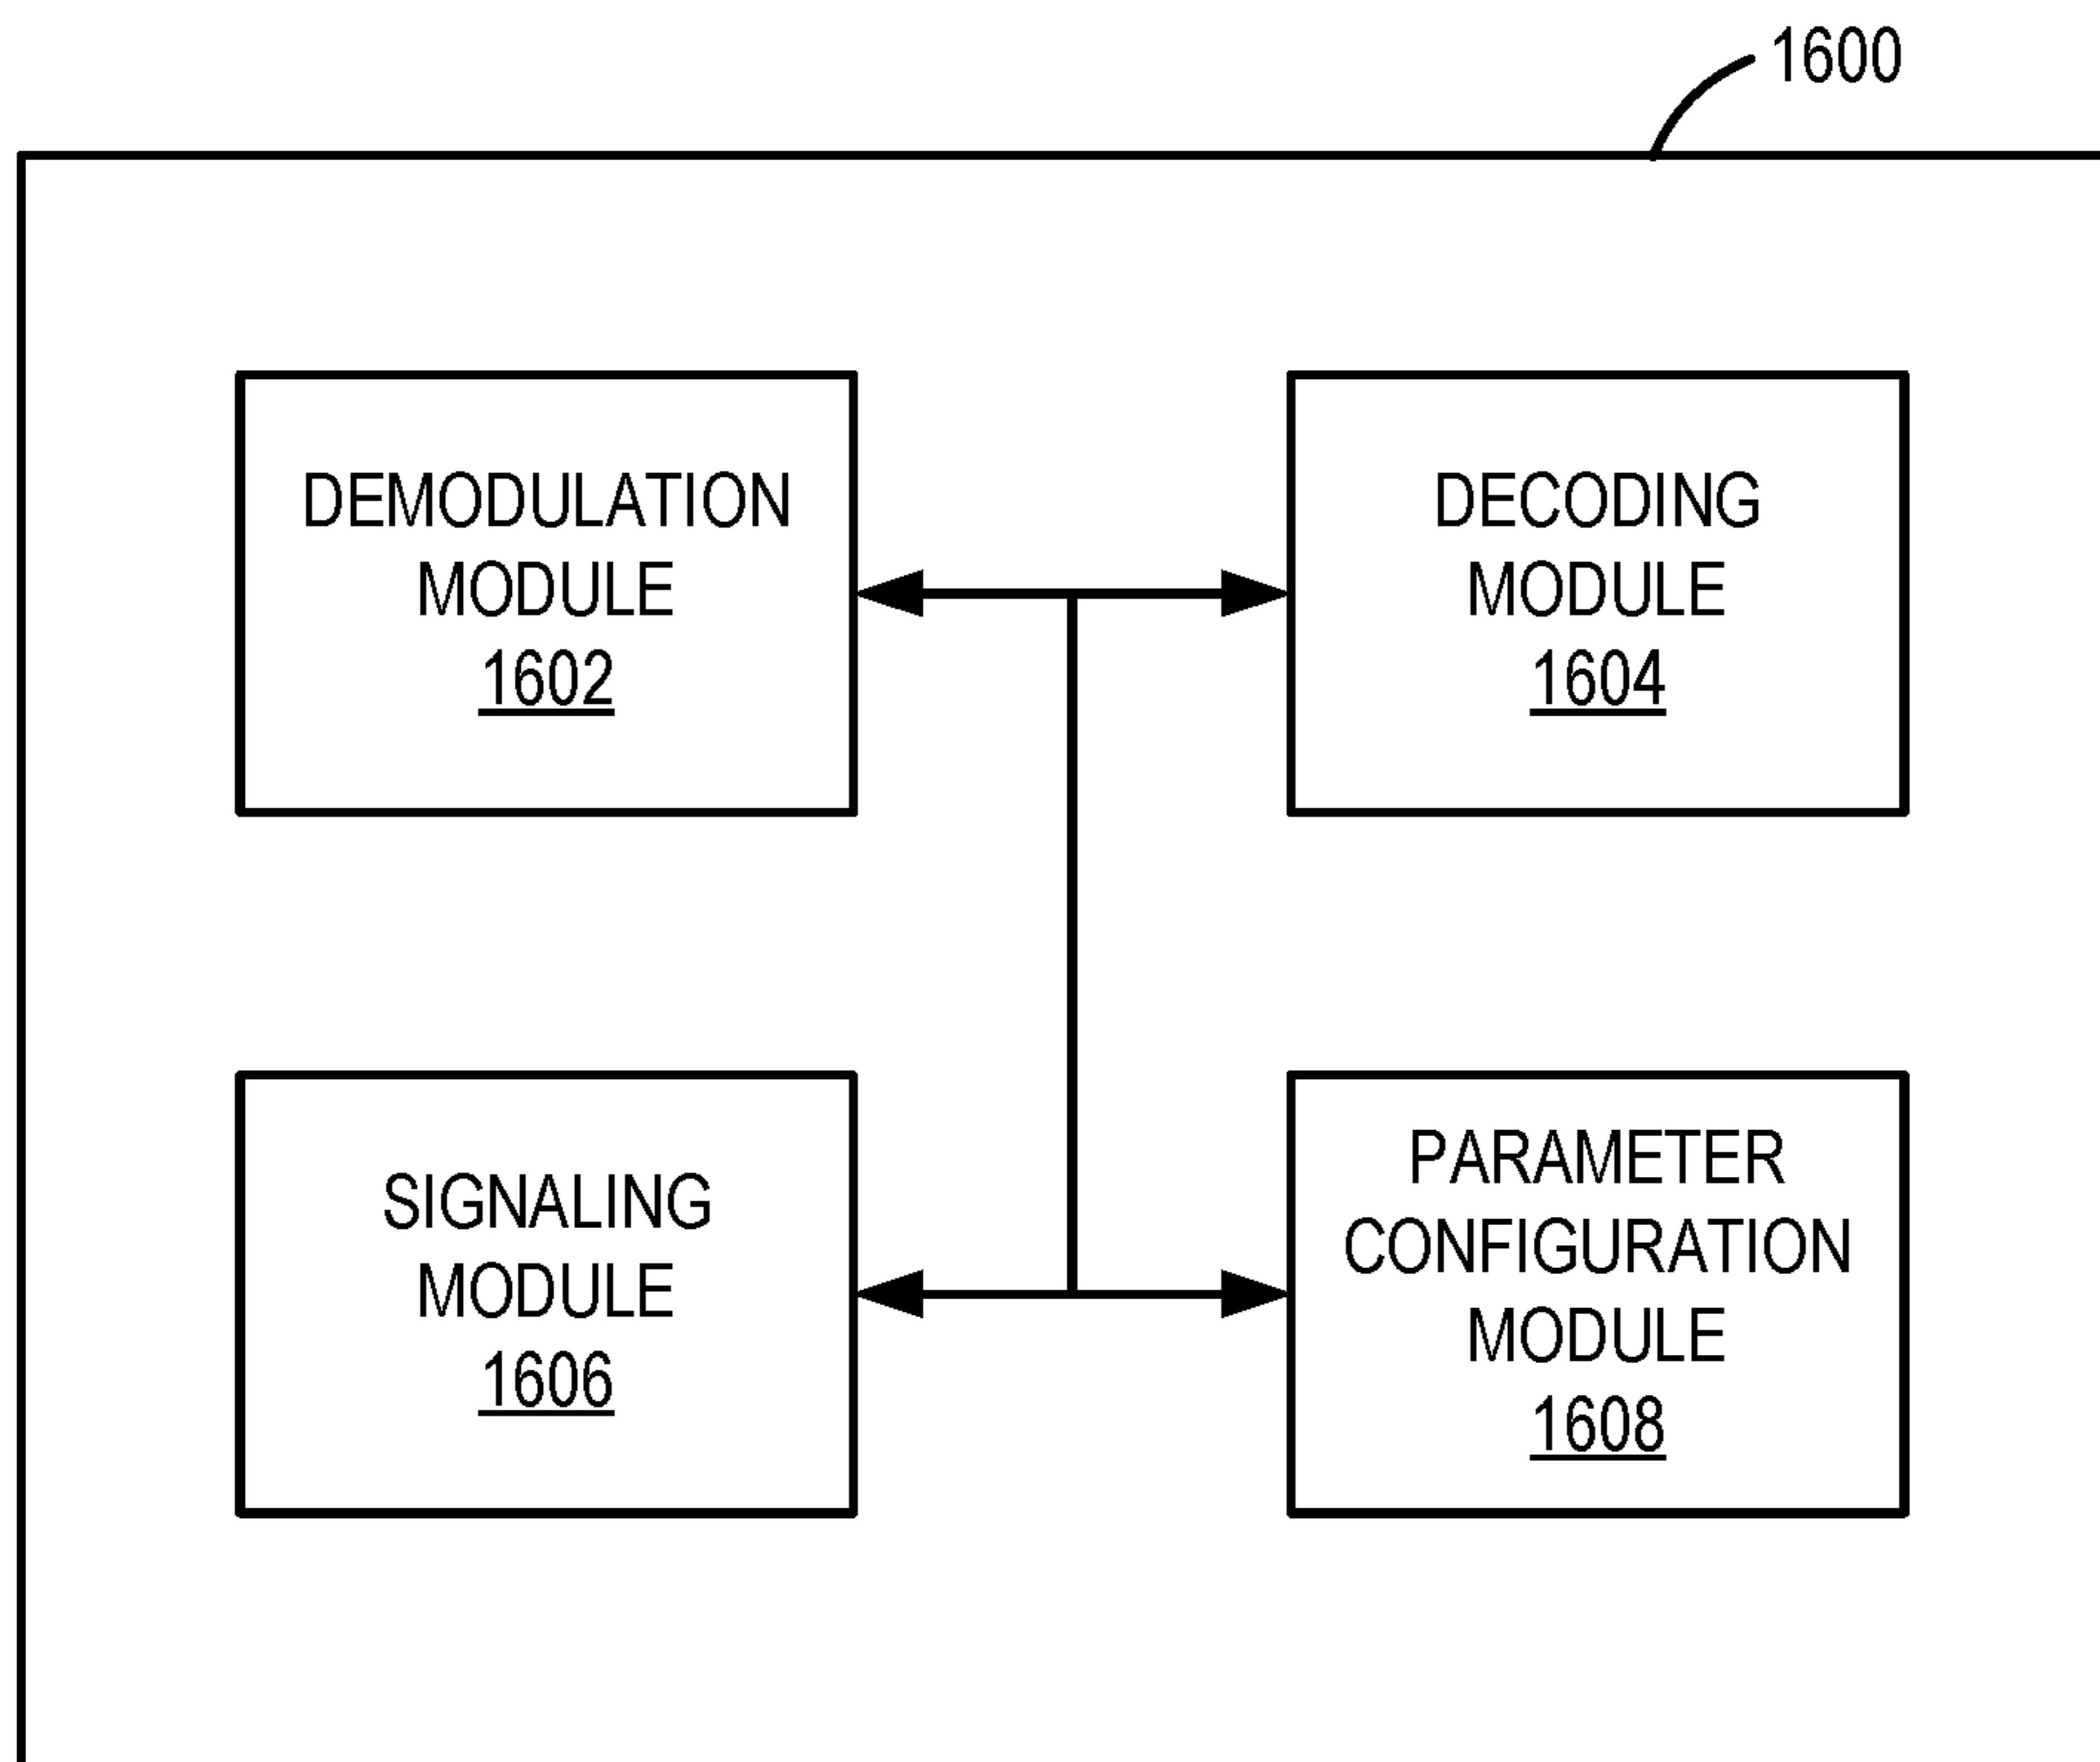 1600
DEMODULATION
MODULE
1602
DECODING
MODULE
1604
SIGNALING
MODULE
1606
PARAMETER
CONFIGURATION
MODULE
1608